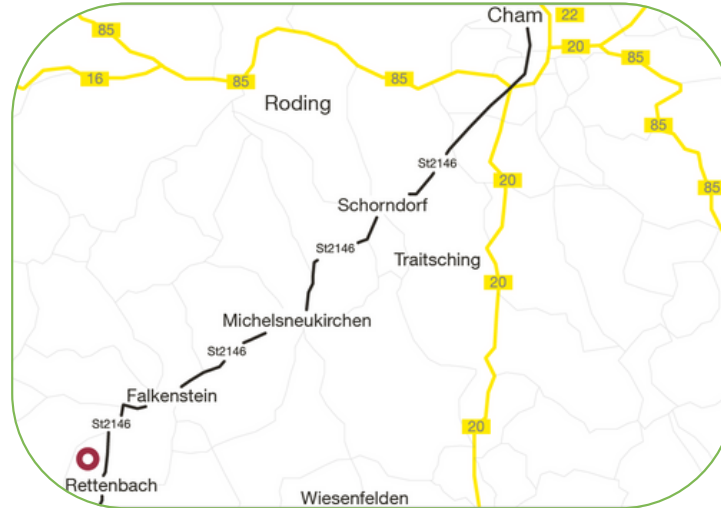 Cham
22
85
20
85
16
85
85
Roding
85
St2146
20
85
Schorndorf
St2146
Traitsching
20
Michelsneukirchen
St2146
Falkenstein
St2146
20
Rettenbach
Wiesenfelden